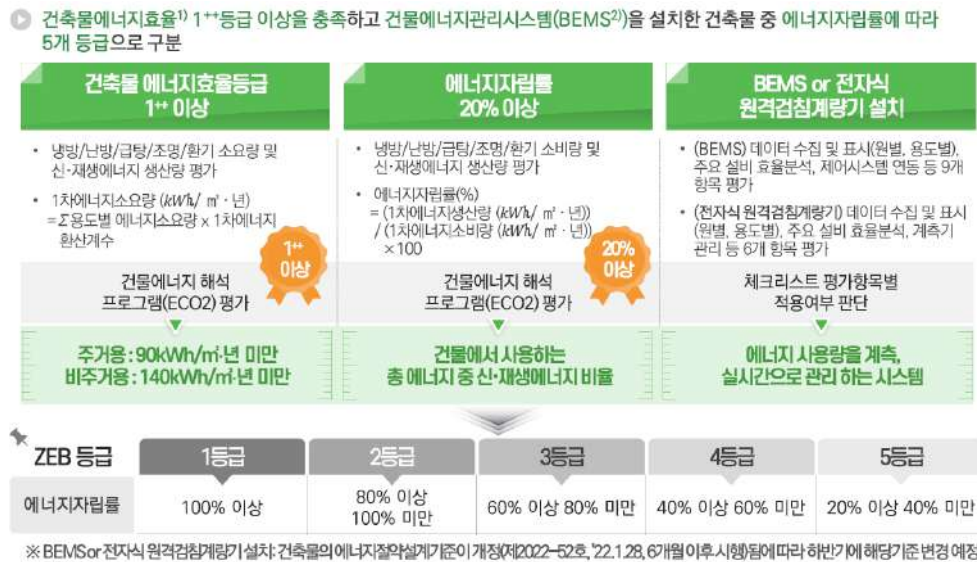 건축물에너지효율¹⁾ 1⁺⁺등급 이상을 충족하고 건물에너지관리시스템(BEMS²⁾)을 설치한 건축물 중 에너지자립률에 따라
5개 등급으로 구분
건축물 에너지효율등급
1⁺⁺ 이상
• 냉방/난방/급탕/조명/환기 소요량 및
신·재생에너지 생산량 평가
• 1차에너지소요량 (kWh/ ㎡ · 년)
= Σ용도별 에너지소요량 x 1차에너지
환산계수
1⁺⁺
이상
건물에너지 해석
프로그램(ECO2) 평가
주거용 : 90kWh/㎡·년 미만
비주거용 : 140kWh/㎡·년 미만
에너지자립률
20% 이상
• 냉방/난방/급탕/조명/환기 소비량 및
신·재생에너지 생산량 평가
• 에너지자립률(%)
= (1차에너지생산량 (kWh/ ㎡ · 년))
/ (1차에너지소비량 (kWh/ ㎡ · 년))
×100
20%
이상
건물에너지 해석
프로그램(ECO2) 평가
건물에서 사용하는
총 에너지 중 신·재생에너지 비율
BEMS or 전자식
원격검침계량기 설치
• (BEMS) 데이터 수집 및 표시(원별, 용도별),
주요 설비 효율분석, 제어시스템 연동 등 9개
항목 평가
• (전자식 원격검침계량기) 데이터 수집 및 표시
(원별, 용도별), 주요 설비 효율분석, 계측기
관리 등 6개 항목 평가
체크리스트 평가항목별
적용여부 판단
에너지 사용량을 계측,
실시간으로 관리 하는 시스템
ZEB 등급 1등급 2등급 3등급 4등급 5등급
에너지자립률 100% 이상 80% 이상 100% 미만 60% 이상 80% 미만 40% 이상 60% 미만 20% 이상 40% 미만
※ BEMS or 전자식 원격검침계량기 설치 : 건축물의 에너지절약설계기준이 개정(제2022-52호, '22.1.28, 6개월 이후 시행)됨에 따라 하반기에 해당기준 변경 예정